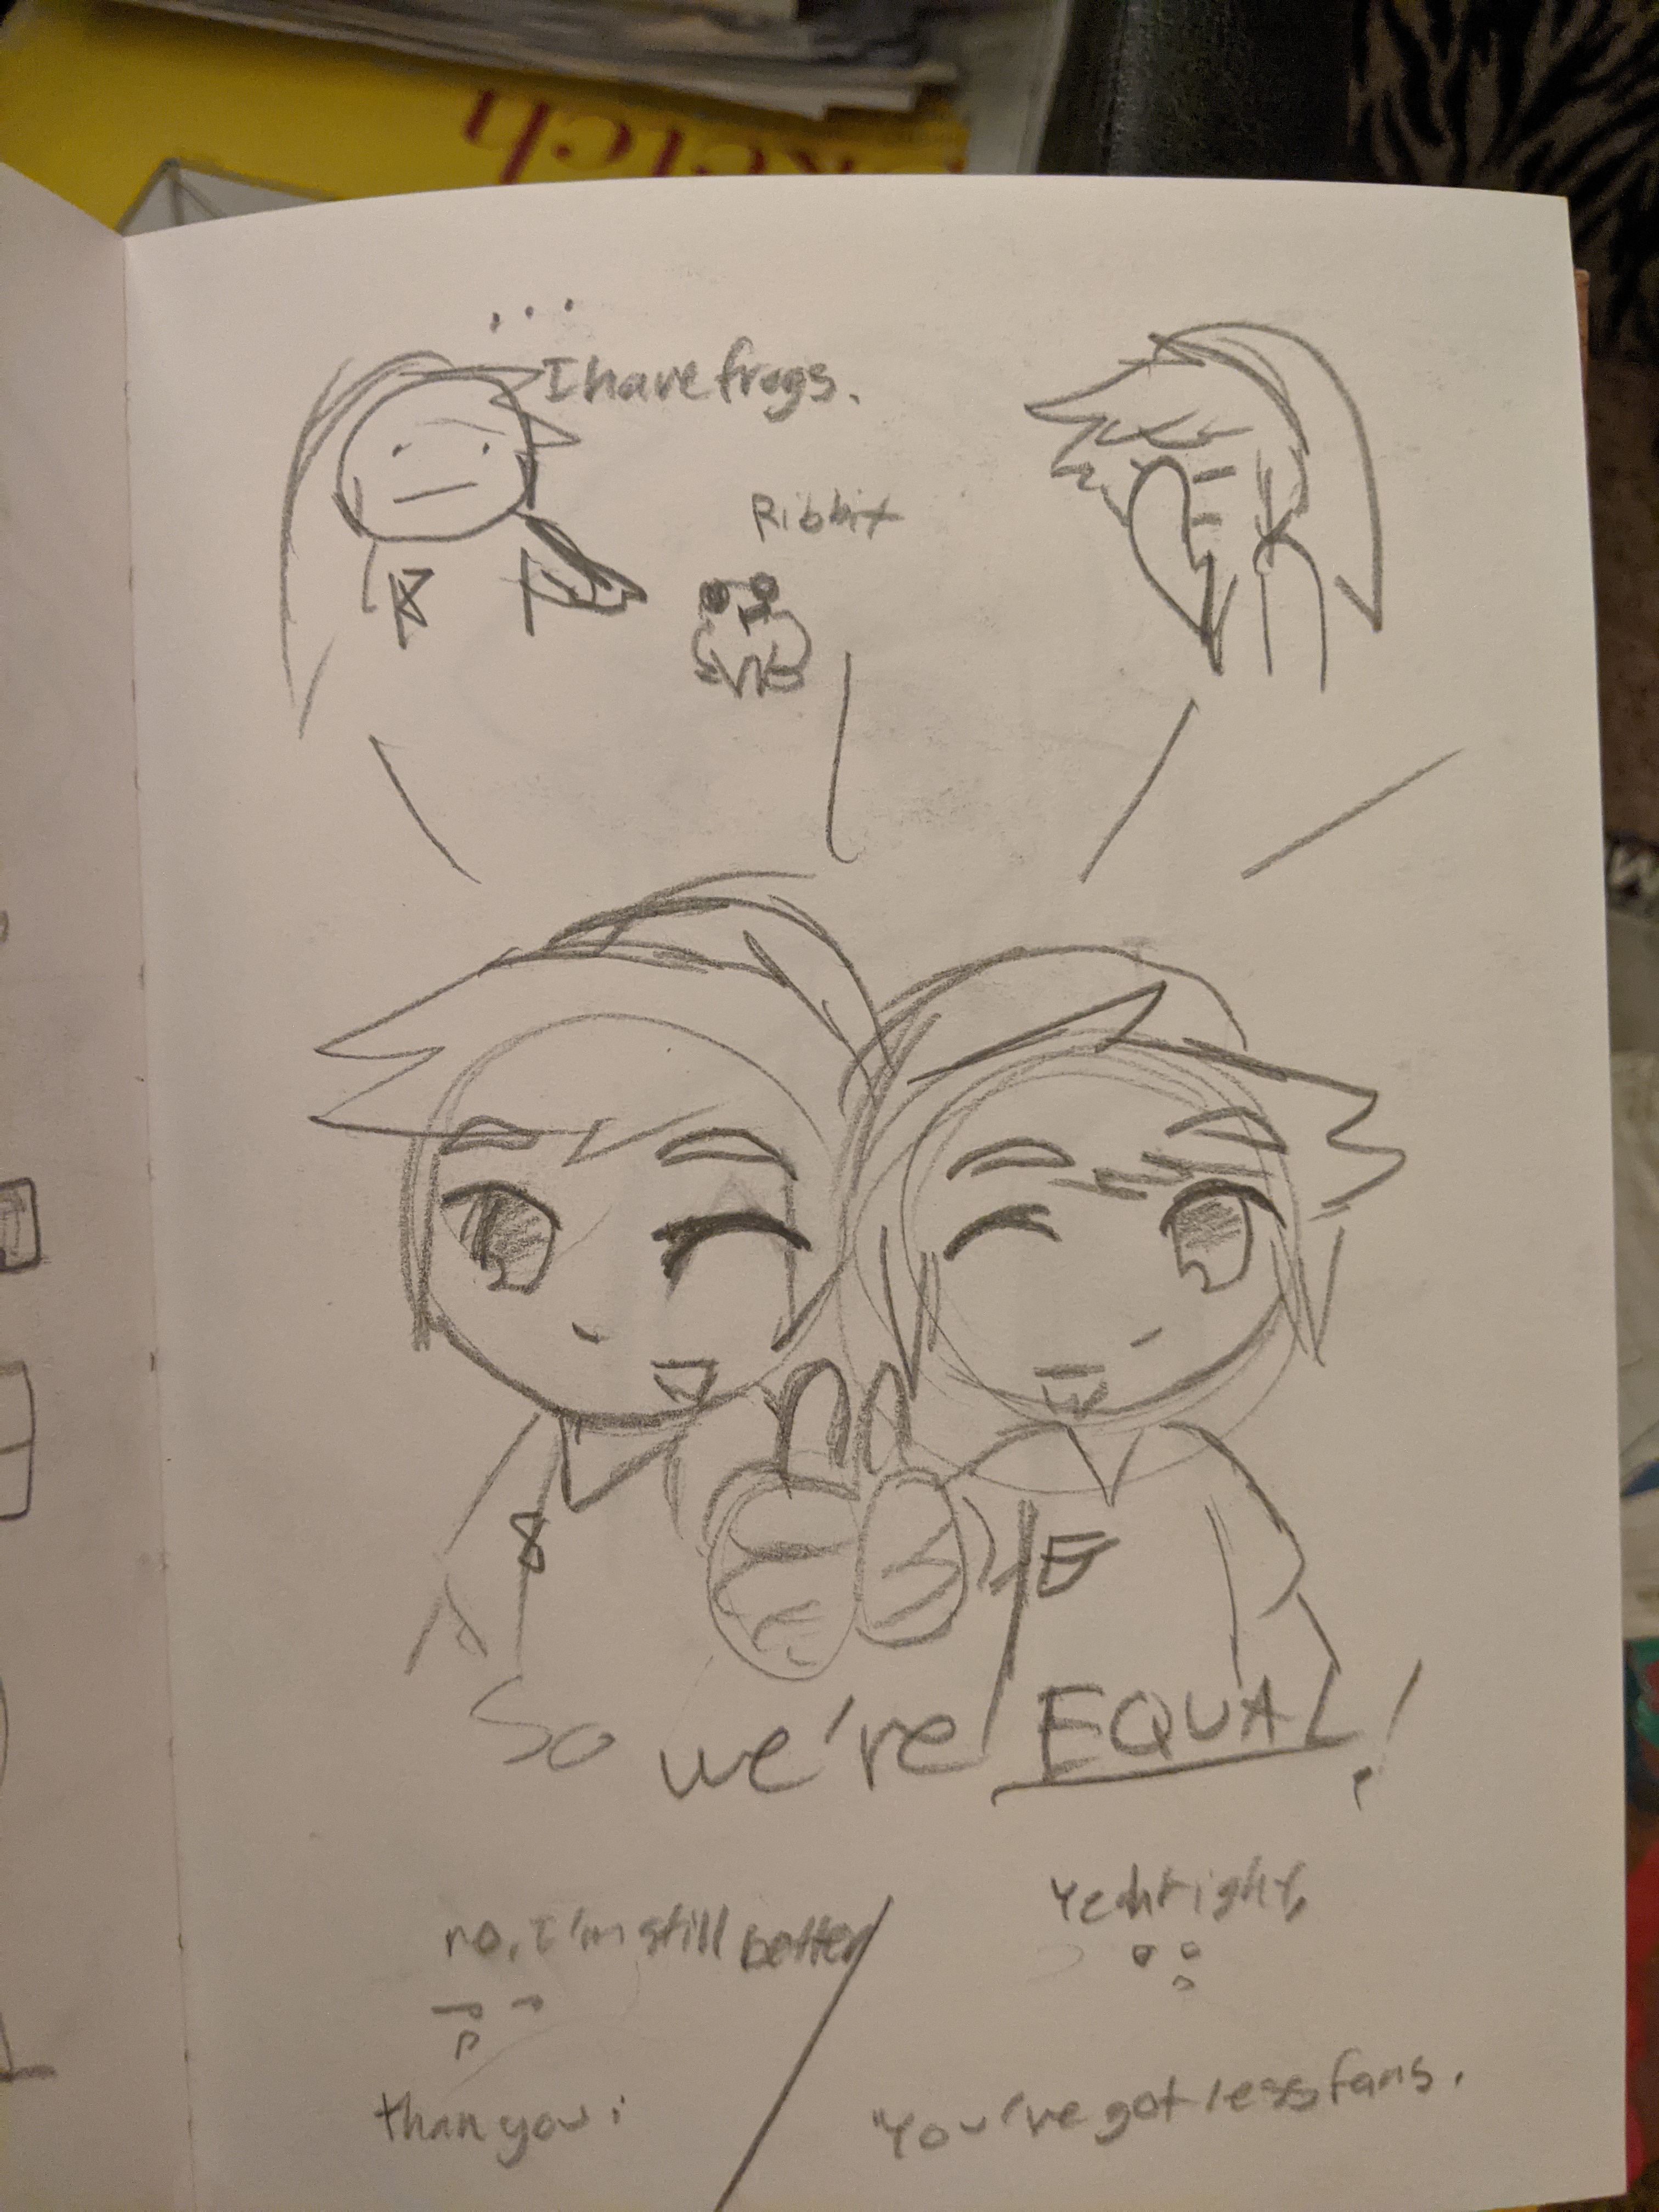 Sketch
...
I have frogs.
Ribbit
So we're EQUAL!
no, I'm still better
than you.
Yeah right,
You've got less fans.